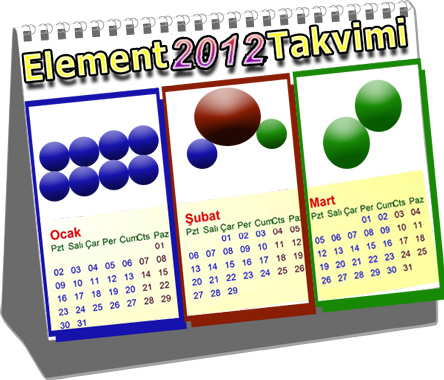 Element 2012 Takvimi
Ocak
Pzt Salı Çar Per Cum Cts Paz
01
02 03 04 05 06 07 08
09 10 11 12 13 14 15
16 17 18 19 20 21 22
23 24 25 26 27 28 29
30 31
Şubat
Pzt Salı Çar Per Cum Cts Paz
01 02 03 04 05
06 07 08 09 10 11 12
13 14 15 16 17 18 19
20 21 22 23 24 25 26
27 28 29
Mart
Pzt Salı Çar Per Cum Cts Paz
01 02 03 04
05 06 07 08 09 10 11
12 13 14 15 16 17 18
19 20 21 22 23 24 25
26 27 28 29 30 31